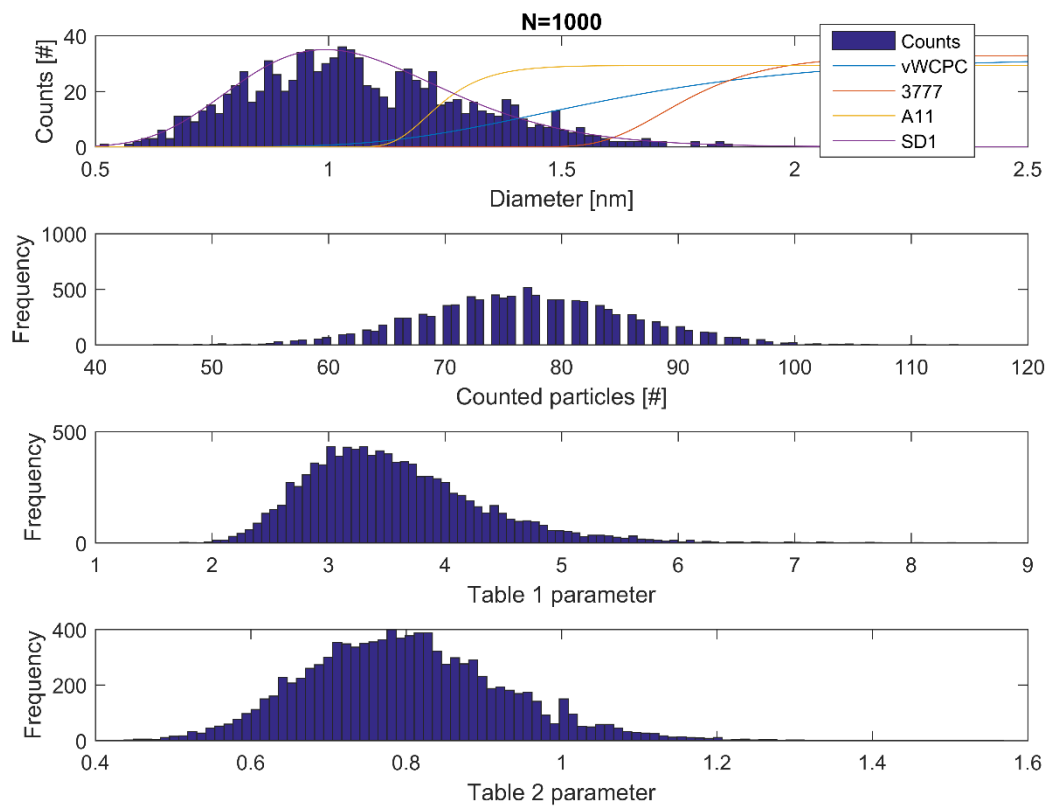 N=1000
Counts [#]
40
20
0
0.5 1 1.5 2 2.5
Diameter [nm]
Counts
vWCPC
3777
A11
SD1
Frequency
1000
500
0
40 50 60 70 80 90 100 110 120
Counted particles [#]
Frequency
500
0
1 2 3 4 5 6 7 8 9
Table 1 parameter
Frequency
400
200
0
0.4 0.6 0.8 1 1.2 1.4 1.6
Table 2 parameter